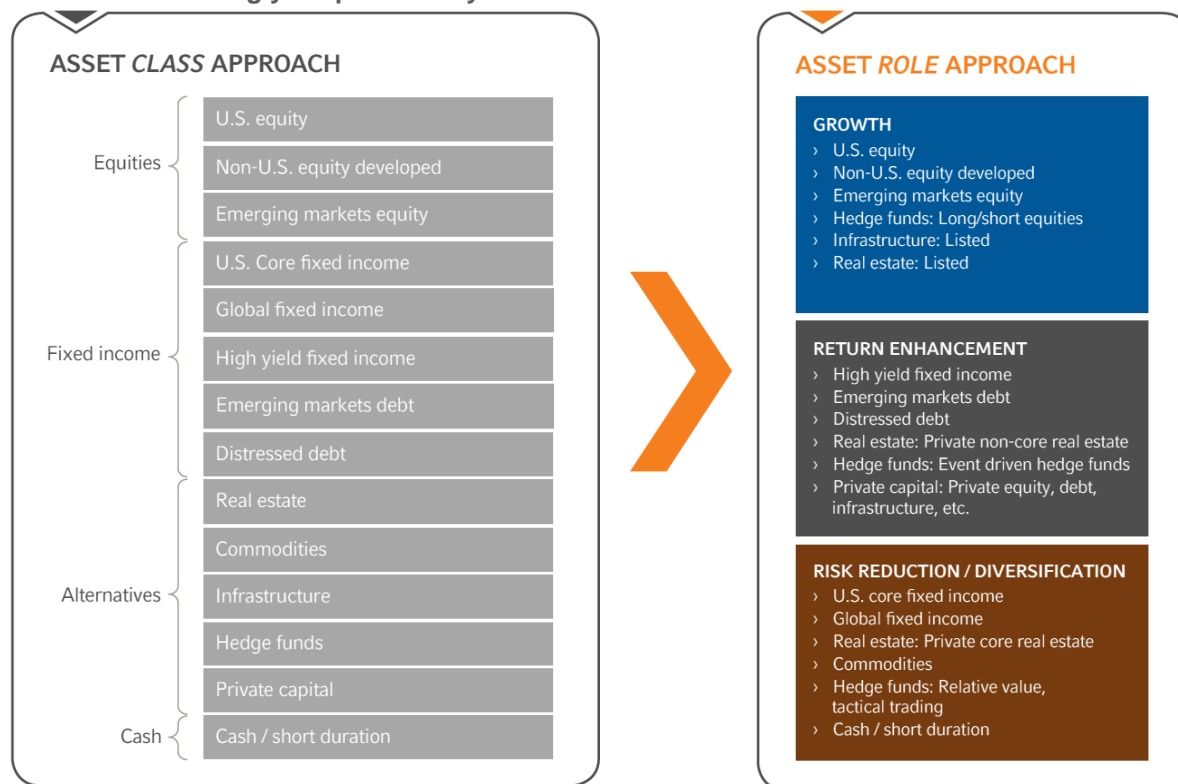 ASSET CLASS APPROACH
Equities
U.S. equity
Non-U.S. equity developed
Emerging markets equity
Fixed income
U.S. Core fixed income
Global fixed income
High yield fixed income
Emerging markets debt
Distressed debt
Alternatives
Real estate
Commodities
Infrastructure
Hedge funds
Private capital
Cash
Cash / short duration
ASSET ROLE APPROACH
GROWTH
› U.S. equity
› Non-U.S. equity developed
› Emerging markets equity
› Hedge funds: Long/short equities
› Infrastructure: Listed
› Real estate: Listed
RETURN ENHANCEMENT
› High yield fixed income
› Emerging markets debt
› Distressed debt
› Real estate: Private non-core real estate
› Hedge funds: Event driven hedge funds
› Private capital: Private equity, debt,
infrastructure, etc.
RISK REDUCTION / DIVERSIFICATION
› U.S. core fixed income
› Global fixed income
› Real estate: Private core real estate
› Commodities
› Hedge funds: Relative value,
tactical trading
› Cash / short duration